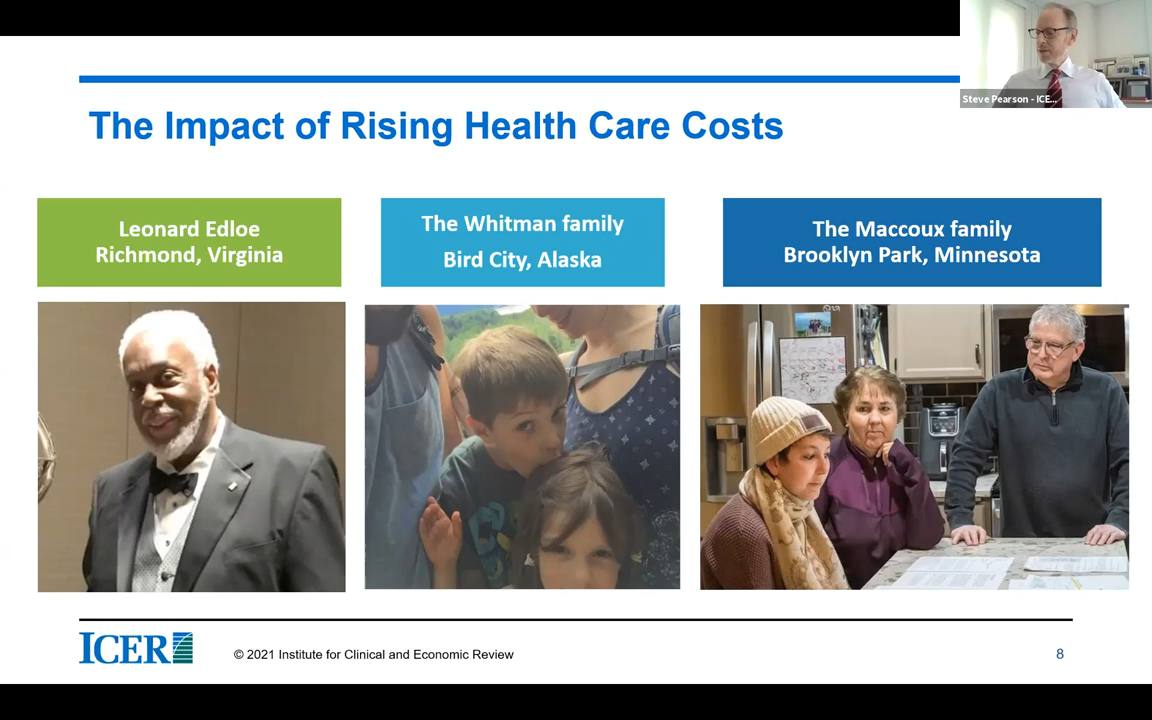 Steve Pearson - ICE...
The Impact of Rising Health Care Costs
Leonard Edloe
Richmond, Virginia
The Whitman family
Bird City, Alaska
The Maccoux family
Brooklyn Park, Minnesota
ICER
© 2021 Institute for Clinical and Economic Review
8